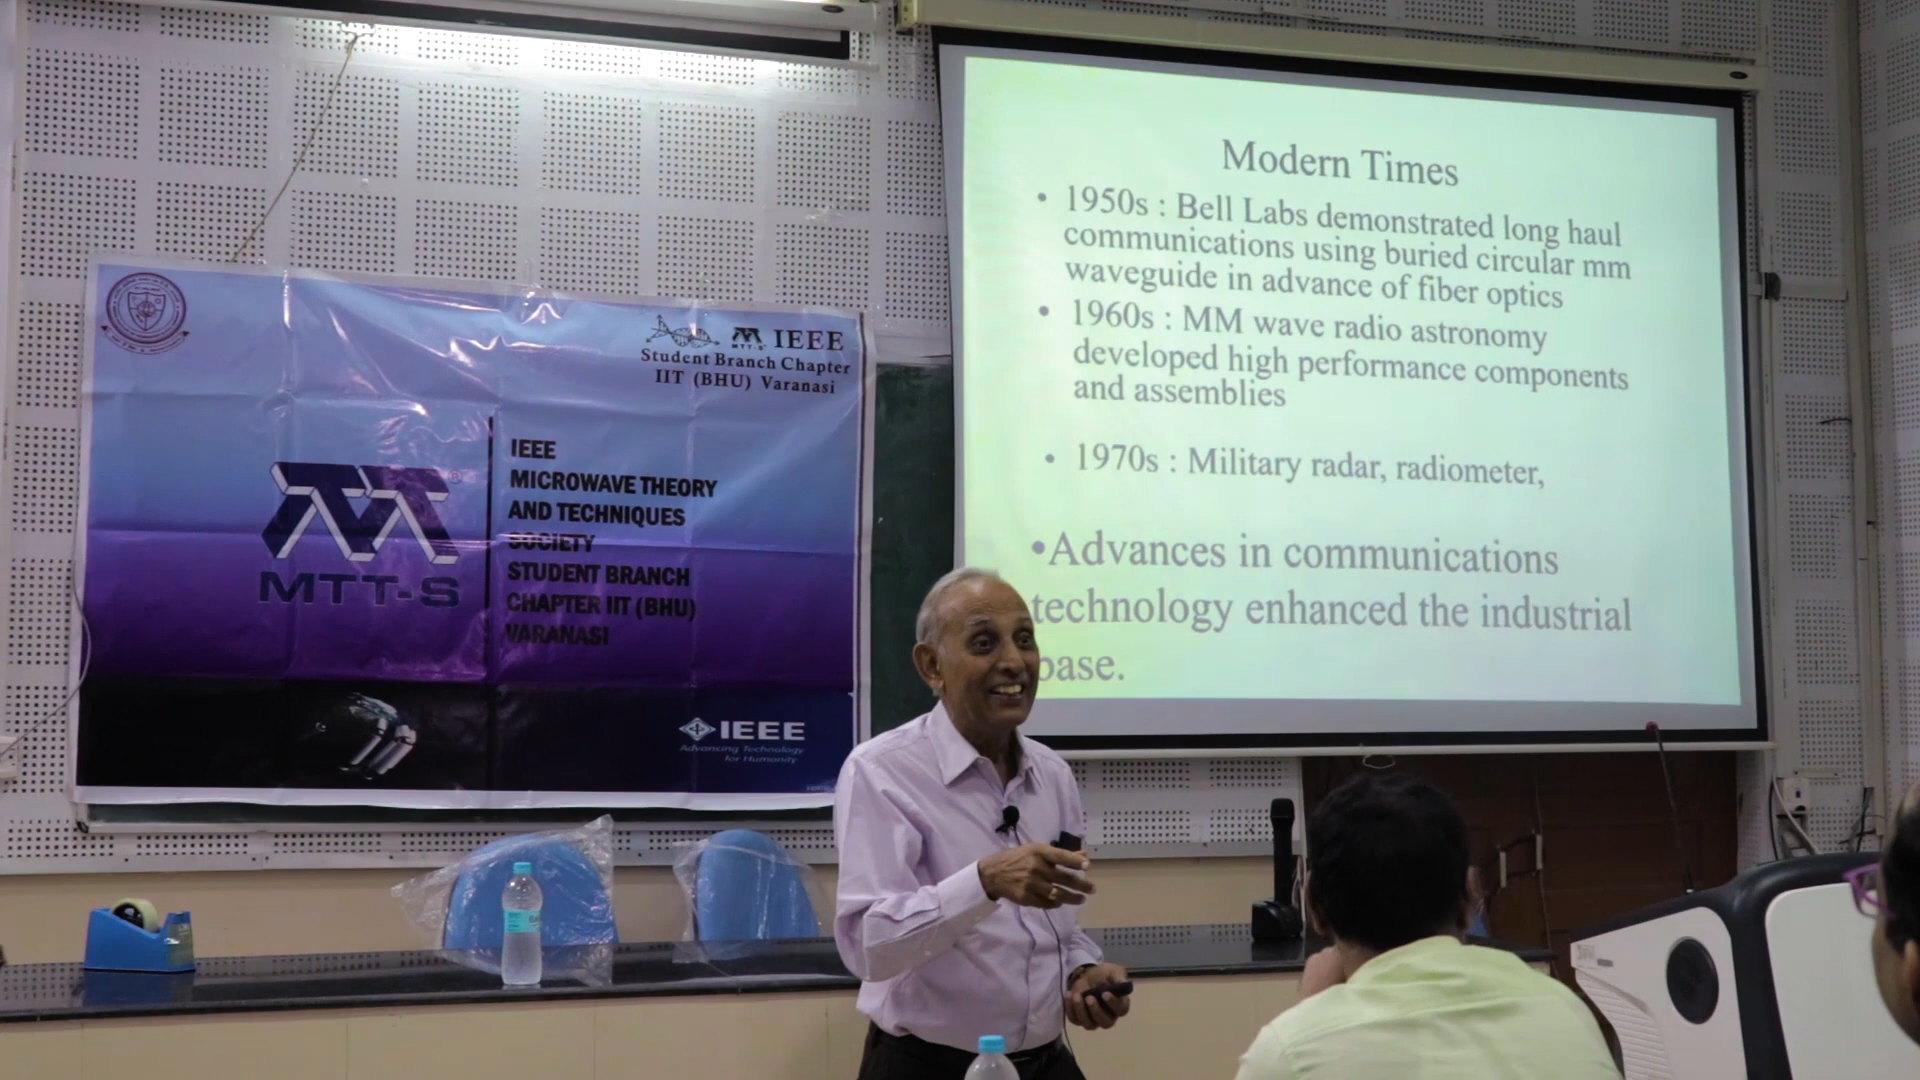 IEEE
MTT-S
Student Branch Chapter
IIT (BHU) Varanasi
IEEE
MICROWAVE THEORY
AND TECHNIQUES
SOCIETY
STUDENT BRANCH
CHAPTER IIT (BHU)
VARANASI
MTT-S
IEEE
Advancing Technology
for Humanity
Modern Times
• 1950s : Bell Labs demonstrated long haul
communications using buried circular mm
waveguide in advance of fiber optics
• 1960s : MM wave radio astronomy
developed high performance components
and assemblies
• 1970s : Military radar, radiometer,
•Advances in communications
technology enhanced the industrial
base.